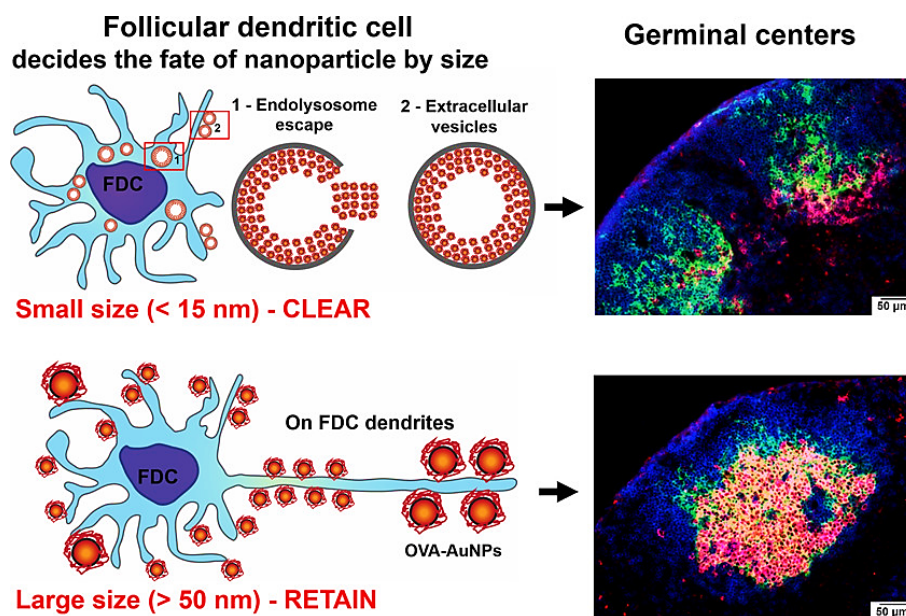 Follicular dendritic cell
decides the fate of nanoparticle by size
Germinal centers
1 - Endolysosome
escape
2 - Extracellular
vesicles
2
1
FDC
50 µm
Small size (< 15 nm) - CLEAR
On FDC dendrites
FDC
OVA-AuNPs
50 µm
Large size (> 50 nm) - RETAIN